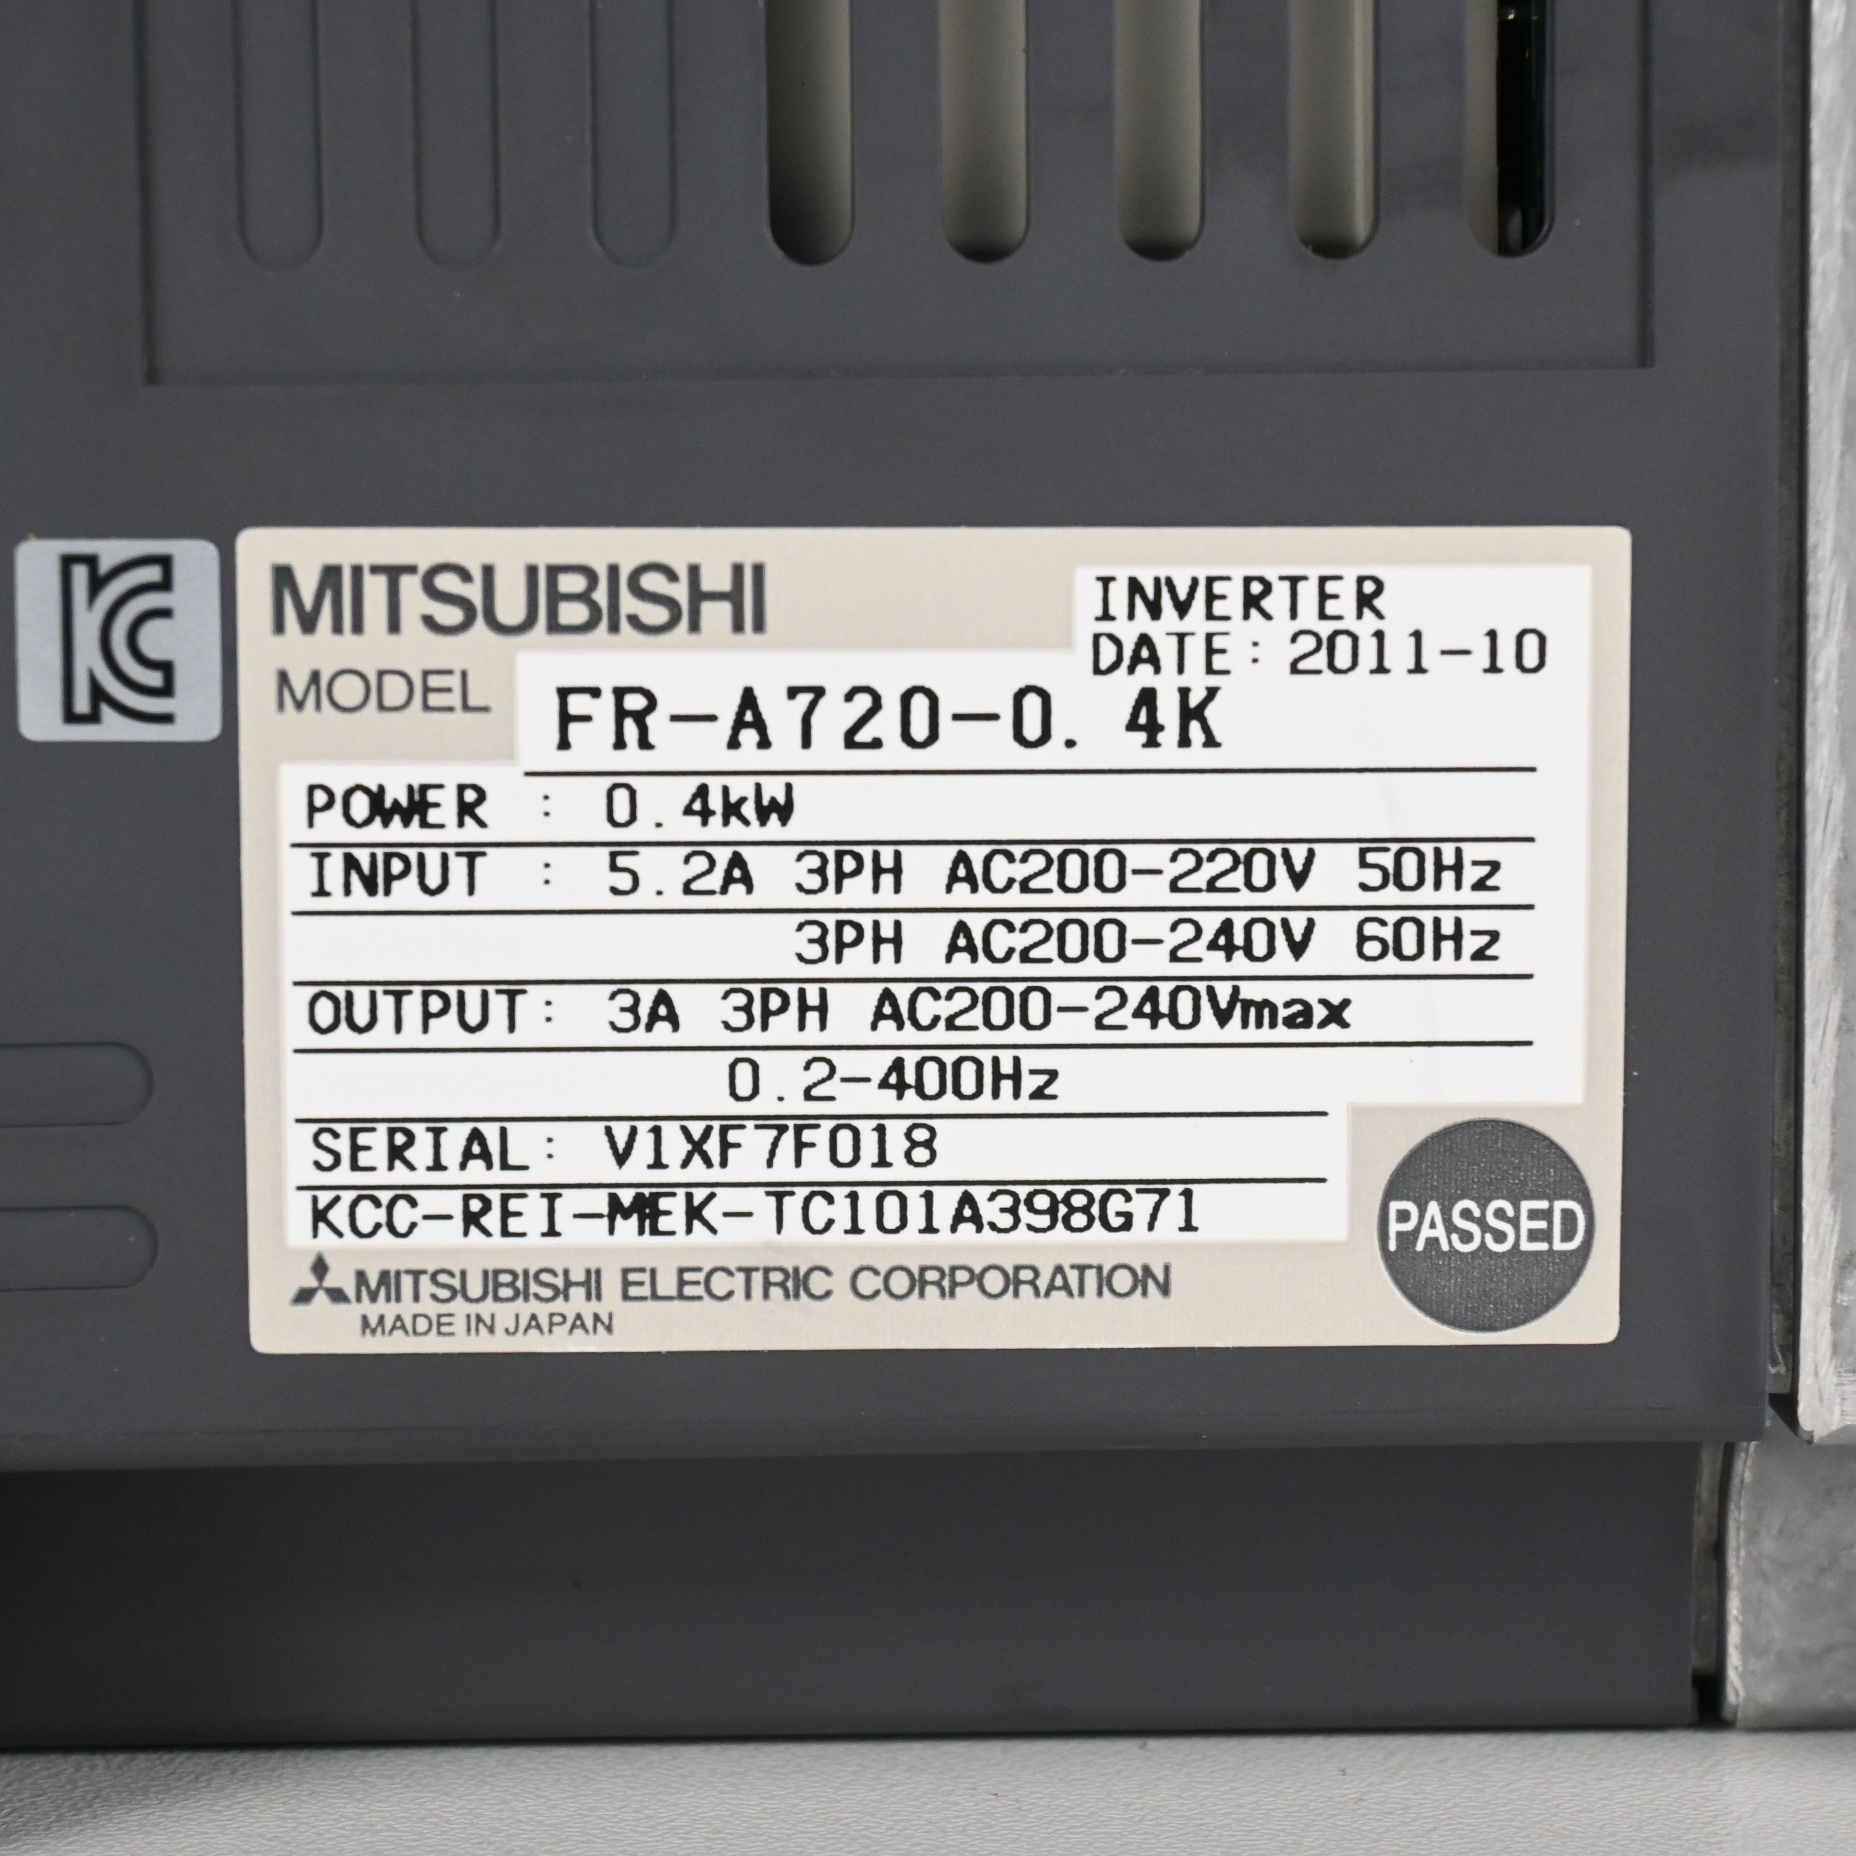 KC
MITSUBISHI
INVERTER
DATE: 2011-10
MODEL FR-A720-0.4K
POWER : 0.4kW
INPUT : 5.2A 3PH AC200-220V 50Hz
3PH AC200-240V 60Hz
OUTPUT: 3A 3PH AC200-240Vmax
0.2-400Hz
SERIAL: V1XF7F018
KCC-REI-MEK-TC101A398G71
PASSED
MITSUBISHI ELECTRIC CORPORATION
MADE IN JAPAN